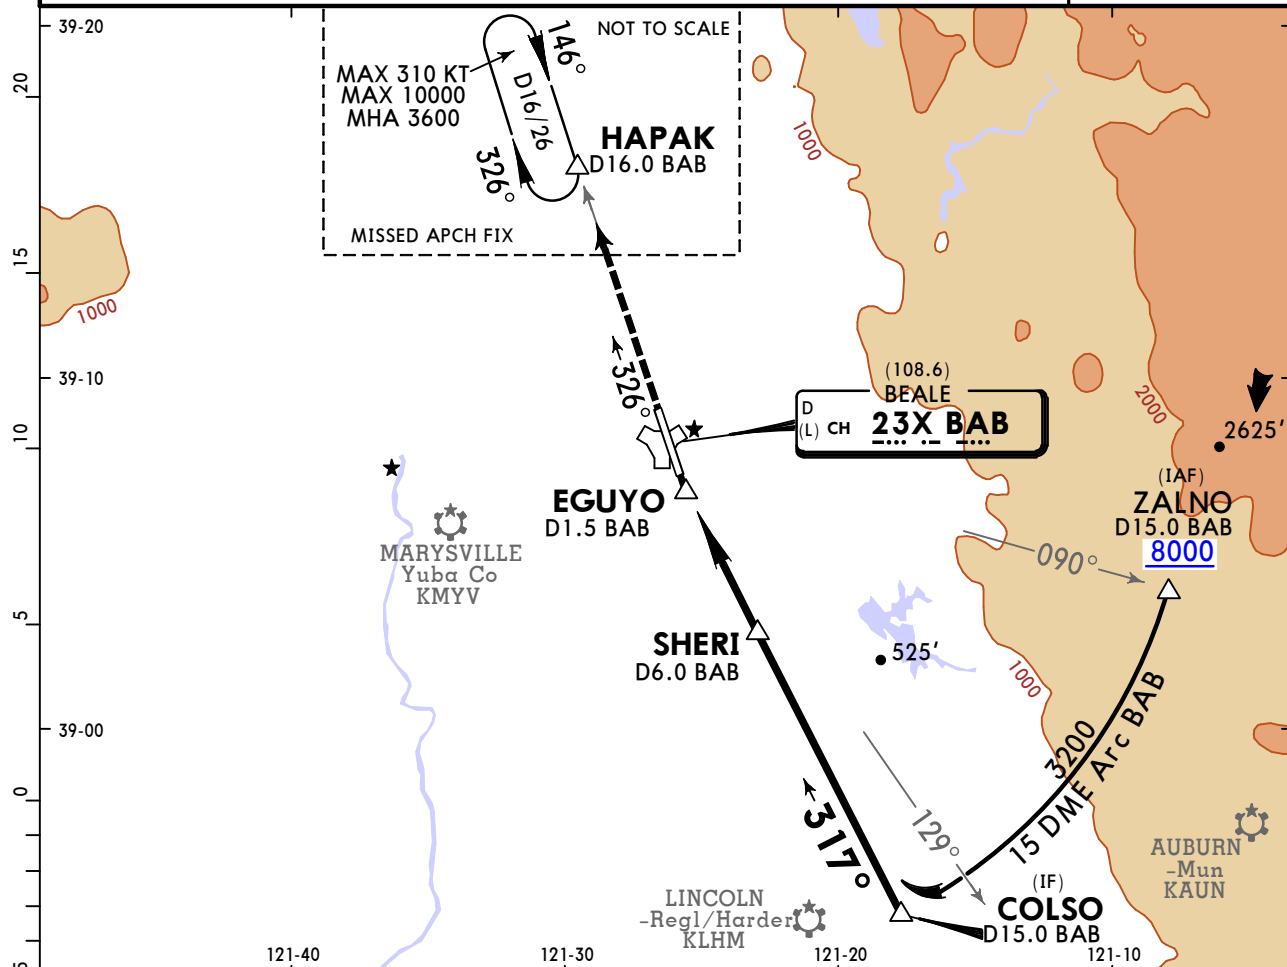 39-20
NOT TO SCALE
146°
MAX 310 KT
MAX 10000
MHA 3600
D16/26
HAPAK
D16.0 BAB
326°
MISSED APCH FIX
20
1000
15
1000
39-10
326°
(108.6)
BEALE
D
(L) CH 23X BAB
2000
2625'
10
(IAF)
ZALNO
D15.0 BAB
8000
EGUYO
D1.5 BAB
MARYSVILLE
Yuba Co
KMYV
090°
5
SHERI
D6.0 BAB
525'
1000
39-00
3200
15 DME Arc BAB
0
317°
129°
AUBURN
-Mun
KAUN
(IF)
COLSO
D15.0 BAB
LINCOLN
-Regl/Harder
KLHM
5
121-40
121-30
121-20
121-10